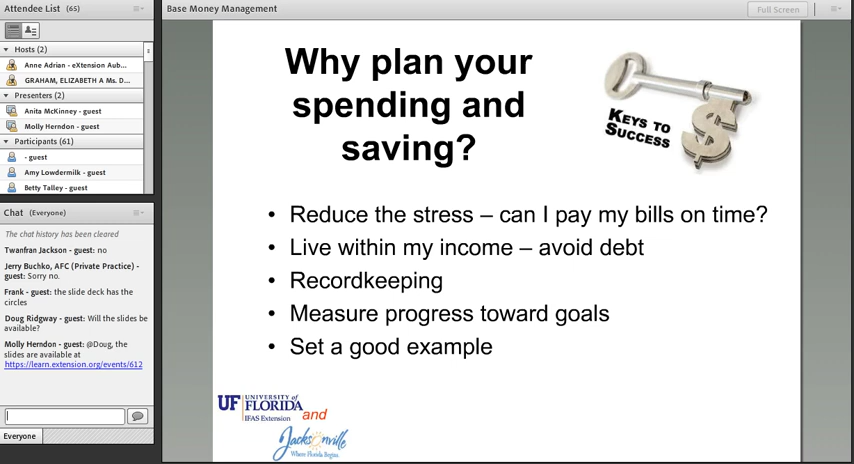 Attendee List (65)
Hosts (2)
Anne Adrian - eXtension Aub...
GRAHAM, ELIZABETH A Ms. D...
Presenters (2)
Anita McKinney - guest
Molly Herndon - guest
Participants (61)
- guest
Amy Lowdermilk - guest
Betty Talley - guest
Chat (Everyone)
The chat history has been cleared
Twanfran Jackson - guest: no
Jerry Buchko, AFC (Private Practice) -
guest: Sorry no.
Frank - guest: the slide deck has the
circles
Doug Ridgway - guest: Will the slides be
available?
Molly Herndon - guest: @Doug, the
slides are available at
https://learn.extension.org/events/612
Everyone
Base Money Management
Full Screen
Why plan your
spending and
saving?
KEYS TO
SUCCESS
• Reduce the stress – can I pay my bills on time?
• Live within my income – avoid debt
• Recordkeeping
• Measure progress toward goals
• Set a good example
UF UNIVERSITY of
FLORIDA
IFAS Extension
and
Jacksonville
Where Florida Begins.